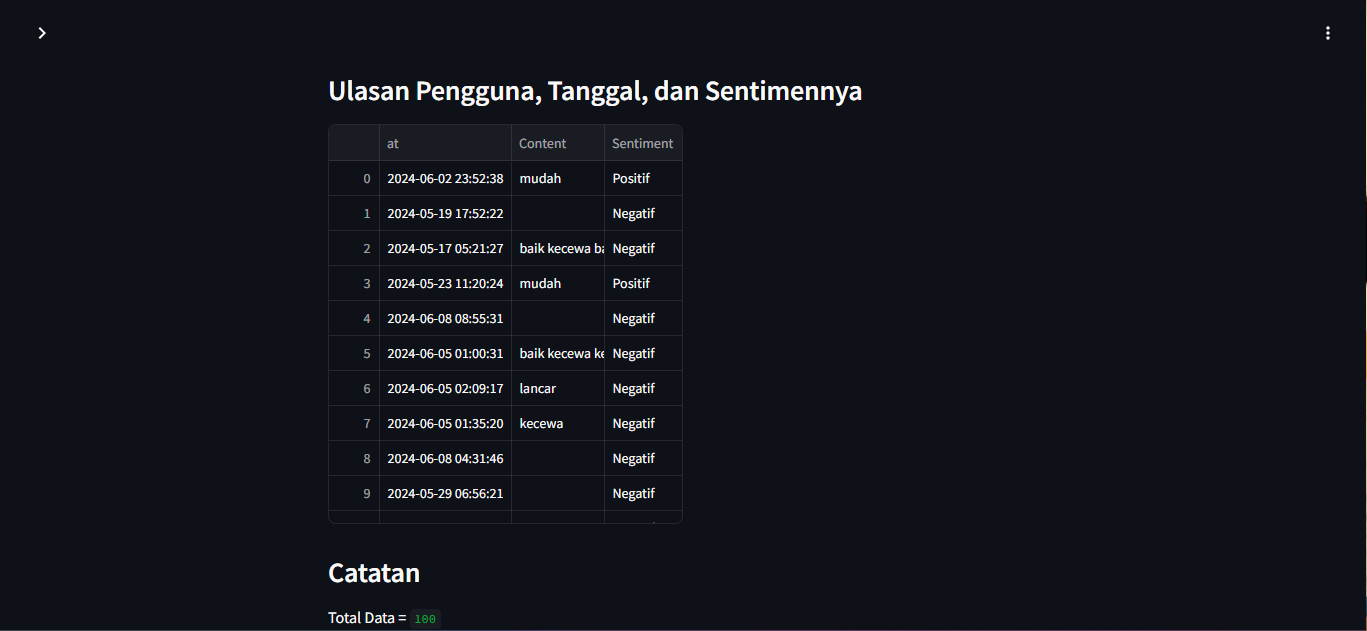 Ulasan Pengguna, Tanggal, dan Sentimennya
at Content Sentiment
0 2024-06-02 23:52:38 mudah Positif
1 2024-05-19 17:52:22 Negatif
2 2024-05-17 05:21:27 baik kecewa ba Negatif
3 2024-05-23 11:20:24 mudah Positif
4 2024-06-08 08:55:31 Negatif
5 2024-06-05 01:00:31 baik kecewa ke Negatif
6 2024-06-05 02:09:17 lancar Negatif
7 2024-06-05 01:35:20 kecewa Negatif
8 2024-06-08 04:31:46 Negatif
9 2024-05-29 06:56:21 Negatif
Catatan
Total Data = 100